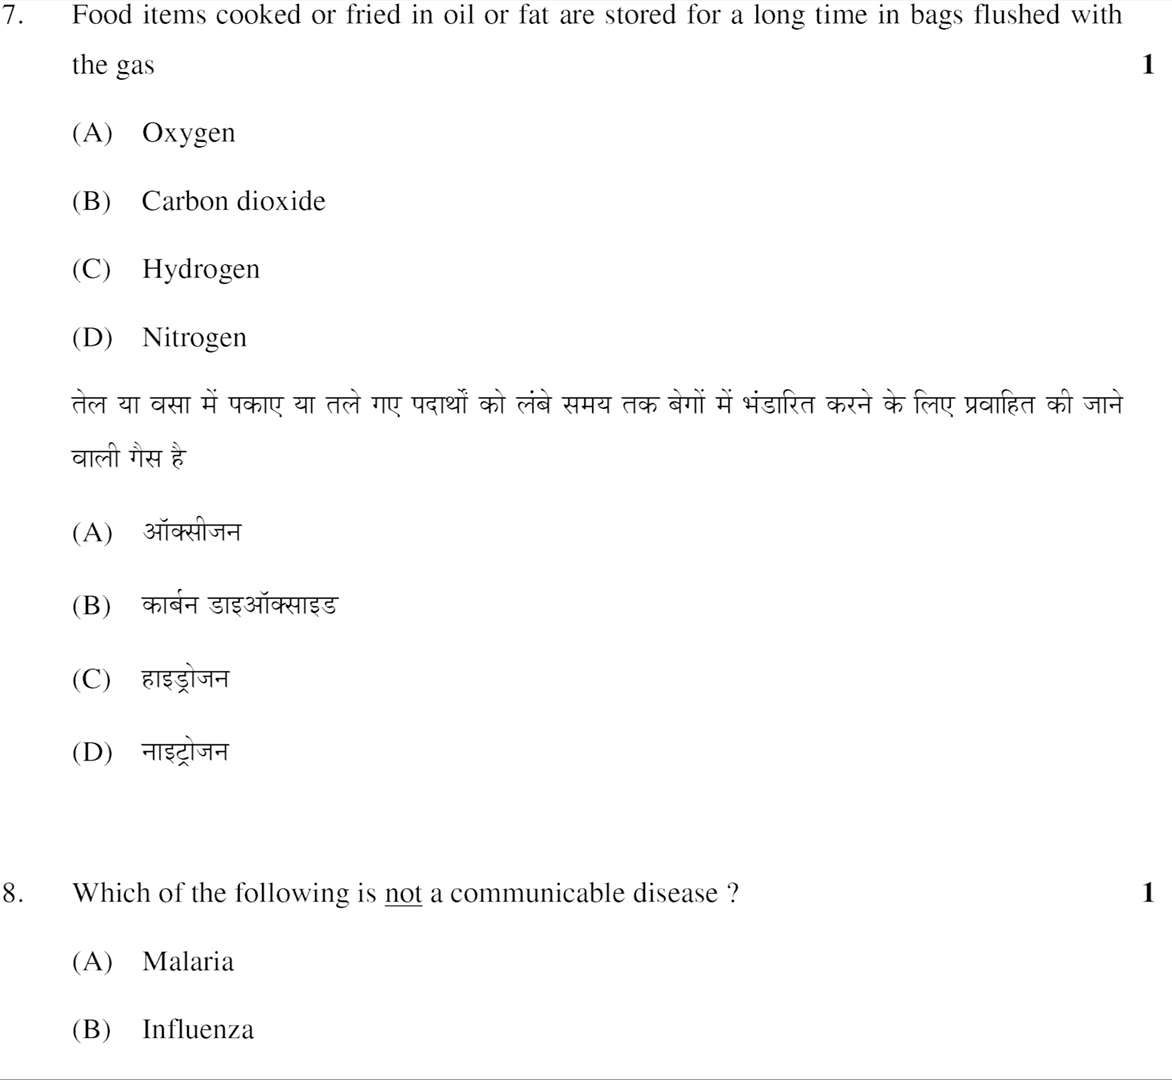 7. Food items cooked or fried in oil or fat are stored for a long time in bags flushed with
the gas 1
(A) Oxygen
(B) Carbon dioxide
(C) Hydrogen
(D) Nitrogen
तेल या वसा में पकाए या तले गए पदार्थों को लंबे समय तक बेगों में भंडारित करने के लिए प्रवाहित की जाने
वाली गैस है
(A) ऑक्सीजन
(B) कार्बन डाइऑक्साइड
(C) हाइड्रोजन
(D) नाइट्रोजन
8. Which of the following is not a communicable disease ? 1
(A) Malaria
(B) Influenza